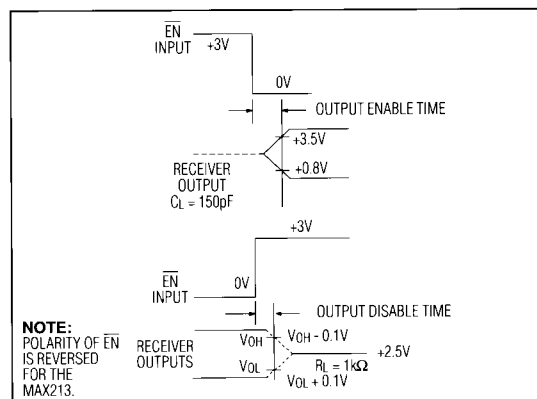 EN
INPUT
+3V
0V
OUTPUT ENABLE TIME
+3.5V
+0.8V
RECEIVER
OUTPUT
CL = 150pF
+3V
0V
EN
INPUT
OUTPUT DISABLE TIME
NOTE:
POLARITY OF EN
IS REVERSED
FOR THE
MAX213.
RECEIVER
OUTPUTS
VOH
VOH - 0.1V
+2.5V
VOL
RL = 1kΩ
VOL + 0.1V